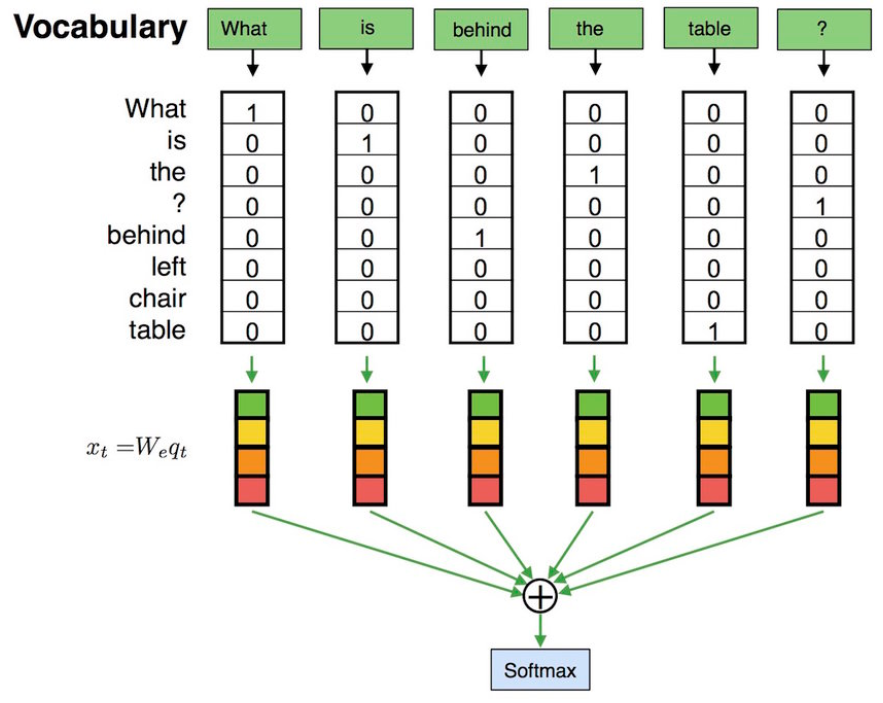 Vocabulary What is behind the table ?
What 1 0 0 0 0 0
is 0 1 0 0 0 0
the 0 0 0 1 0 0
? 0 0 0 0 0 1
behind 0 0 1 0 0 0
left 0 0 0 0 0 0
chair 0 0 0 0 0 0
table 0 0 0 0 1 0
x_t = W_e q_t
+
Softmax